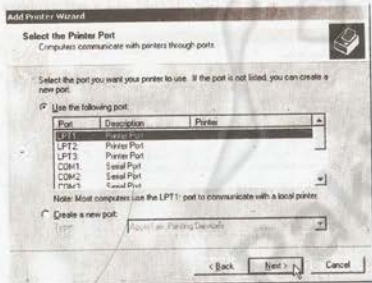 Add Printer Wizard
Select the Printer Port
Computers communicate with printers through ports.
Select the port you want your printer to use. If the port is not listed, you can create a
new port.
Use the following port:
Port Description Printer
LPT1: Printer Port
LPT2: Printer Port
LPT3: Printer Port
COM1: Serial Port
COM2: Serial Port
COM3: Serial Port
Note: Most computers use the LPT1: port to communicate with a local printer.
Create a new port:
Type:
< Back Next > Cancel